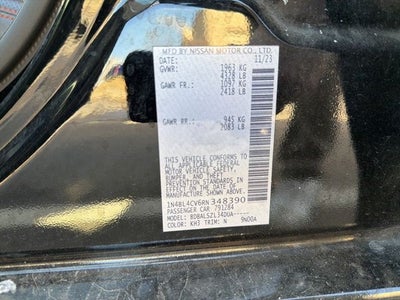 MFD BY NISSAN MOTOR CO., LTD.
DATE: 11/23
GVWR: 1963 KG
4328 LB
GAWR FR: 1097 KG
2418 LB
GAWR RR: 945 KG
2083 LB
THIS VEHICLE CONFORMS TO ALL
APPLICABLE FEDERAL
MOTOR VEHICLE SAFETY,
BUMPER, AND THEFT
PREVENTION STANDARDS
IN EFFECT ON THE DATE OF
MANUFACTURE SHOWN ABOVE.
1N4BL4CV6RN348390
PASSENGER CAR 791284
MODEL:
COLOR: KH3 TRIM: N 9N00A